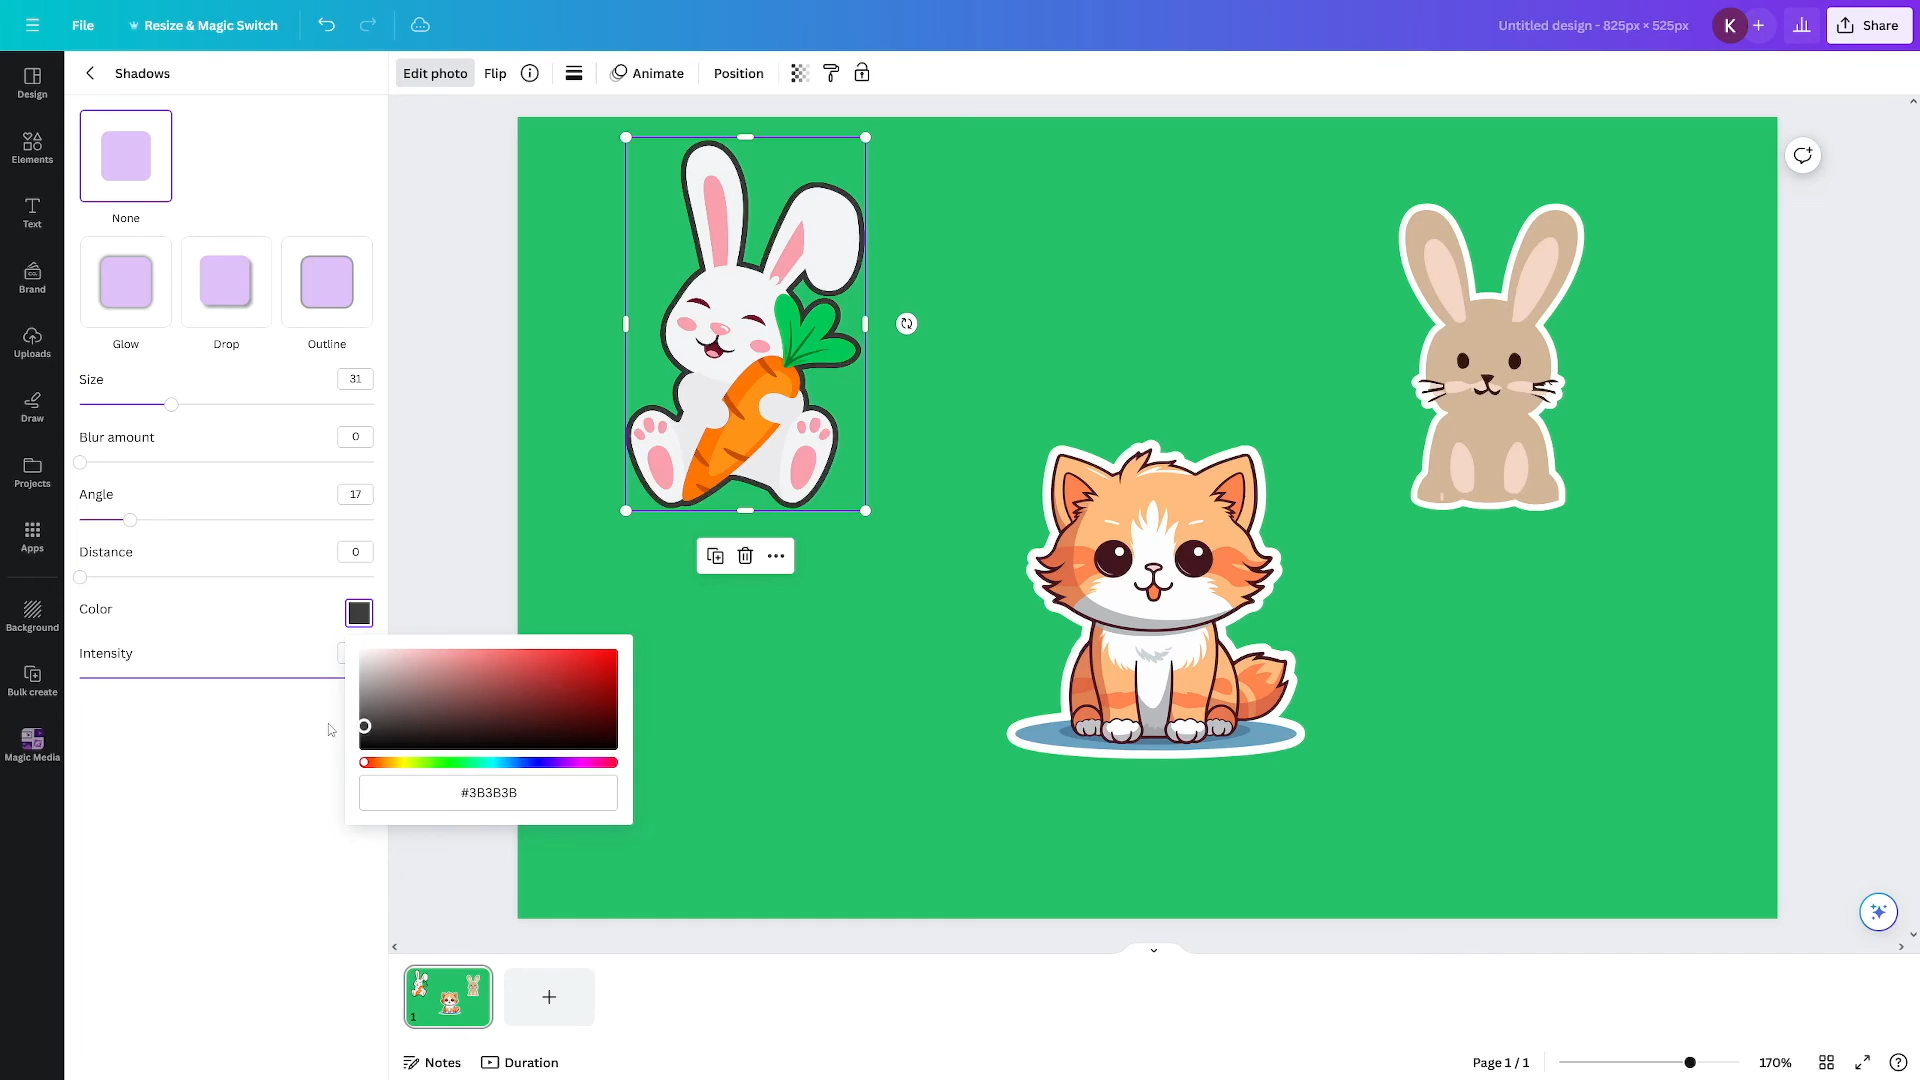 File
Resize & Magic Switch
Untitled design - 825px × 525px
K
Share
Design
Elements
Text
Brand
Uploads
Draw
Projects
Apps
Background
Bulk create
Magic Media
Shadows
None
Glow
Drop
Outline
Size
31
Blur amount
0
Angle
17
Distance
0
Color
Intensity
#3B3B3B
Edit photo
Flip
Animate
Position
1
Notes
Duration
Page 1 / 1
170%